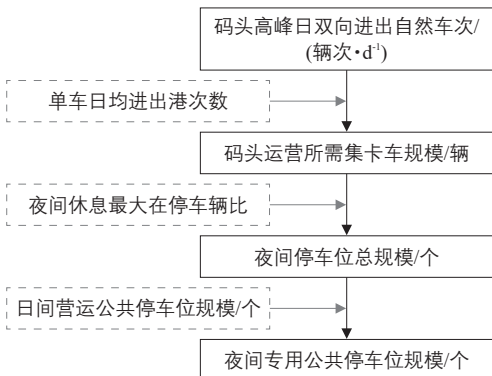 码头高峰日双向进出自然车次/
(辆次·d⁻¹)
单车日均进出港次数
码头运营所需集卡车规模/辆
夜间休息最大在停车辆比
夜间停车位总规模/个
日间营运公共停车位规模/个
夜间专用公共停车位规模/个